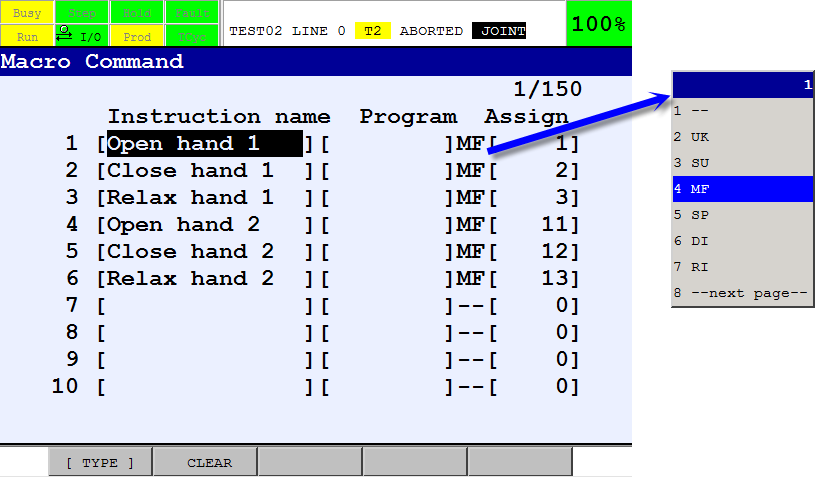 Busy Step Hold Fault
Run I/O Prod TCyc
TEST02 LINE 0 T2 ABORTED JOINT
100%
Macro Command
1/150
Instruction name Program Assign
1 [Open hand 1 ][ ]MF[ 1]
2 [Close hand 1 ][ ]MF[ 2]
3 [Relax hand 1 ][ ]MF[ 3]
4 [Open hand 2 ][ ]MF[ 11]
5 [Close hand 2 ][ ]MF[ 12]
6 [Relax hand 2 ][ ]MF[ 13]
7 [ ][ ]--[ 0]
8 [ ][ ]--[ 0]
9 [ ][ ]--[ 0]
10 [ ][ ]--[ 0]
[ TYPE ] CLEAR
1
1 --
2 UK
3 SU
4 MF
5 SP
6 DI
7 RI
8 --next page--